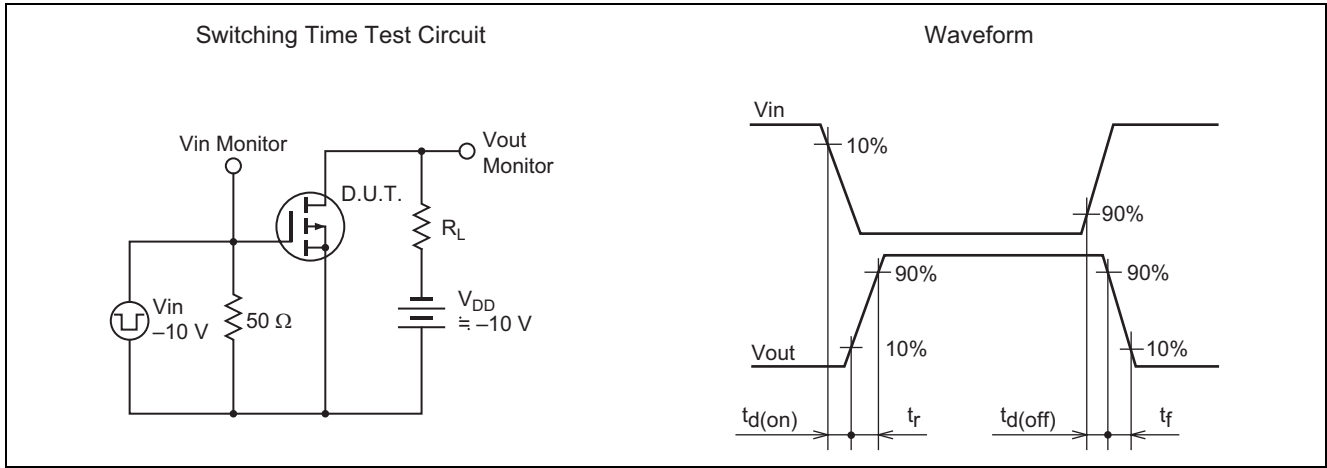 Switching Time Test Circuit
Vin Monitor
D.U.T.
Vout
Monitor
RL
Vin
–10 V
50 Ω
VDD
≒ –10 V
Waveform
Vin
10%
90%
90%
90%
Vout
10%
10%
td(on)
tr
td(off)
tf